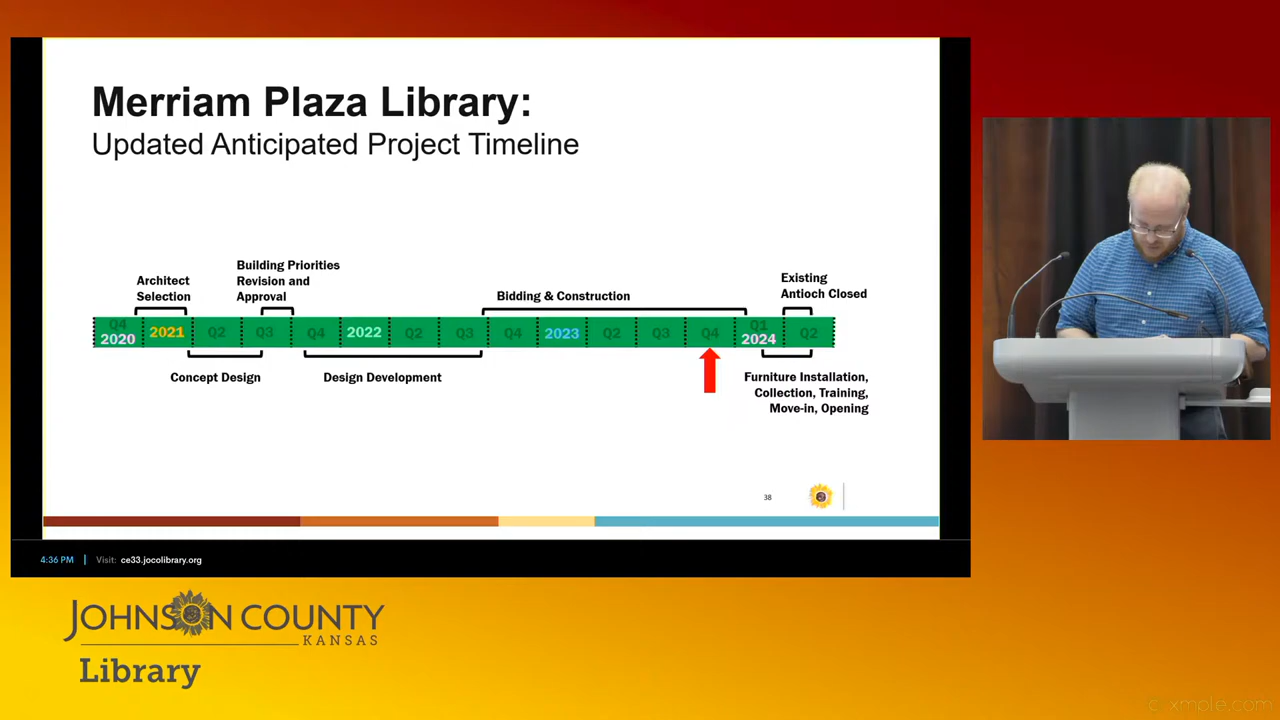 Merriam Plaza Library:
Updated Anticipated Project Timeline
Building Priorities
Revision and
Approval
Architect
Selection
Bidding & Construction
Existing
Antioch Closed
Q4
2020
2021
Q2
Q3
Q4
2022
Q2
Q3
Q4
2023
Q2
Q3
Q4
Q1
2024
Q2
Concept Design
Design Development
Furniture Installation,
Collection, Training,
Move-in, Opening
38
4:36 PM | Visit: ce33.jocolibrary.org
JOHNSON COUNTY
KANSAS
Library
© xmple.com